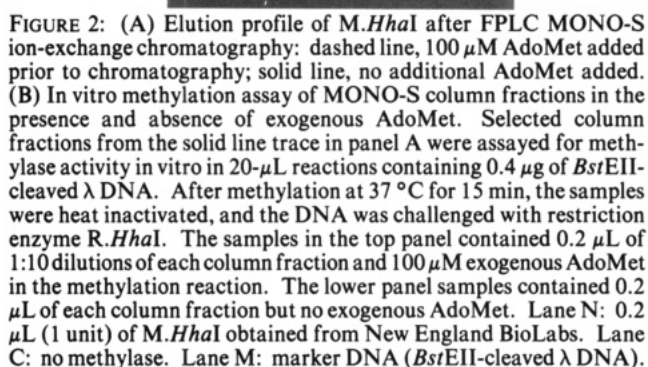 FIGURE 2: (A) Elution profile of M.HhaI after FPLC MONO-S
ion-exchange chromatography: dashed line, 100 μM AdoMet added
prior to chromatography; solid line, no additional AdoMet added.
(B) In vitro methylation assay of MONO-S column fractions in the
presence and absence of exogenous AdoMet. Selected column
fractions from the solid line trace in panel A were assayed for meth-
ylase activity in vitro in 20-μL reactions containing 0.4 μg of BstEII-
cleaved λ DNA. After methylation at 37 °C for 15 min, the samples
were heat inactivated, and the DNA was challenged with restriction
enzyme R.HhaI. The samples in the top panel contained 0.2 μL of
1:10 dilutions of each column fraction and 100 μM exogenous AdoMet
in the methylation reaction. The lower panel samples contained 0.2
μL of each column fraction but no exogenous AdoMet. Lane N: 0.2
μL (1 unit) of M.HhaI obtained from New England BioLabs. Lane
C: no methylase. Lane M: marker DNA (BstEII-cleaved λ DNA).